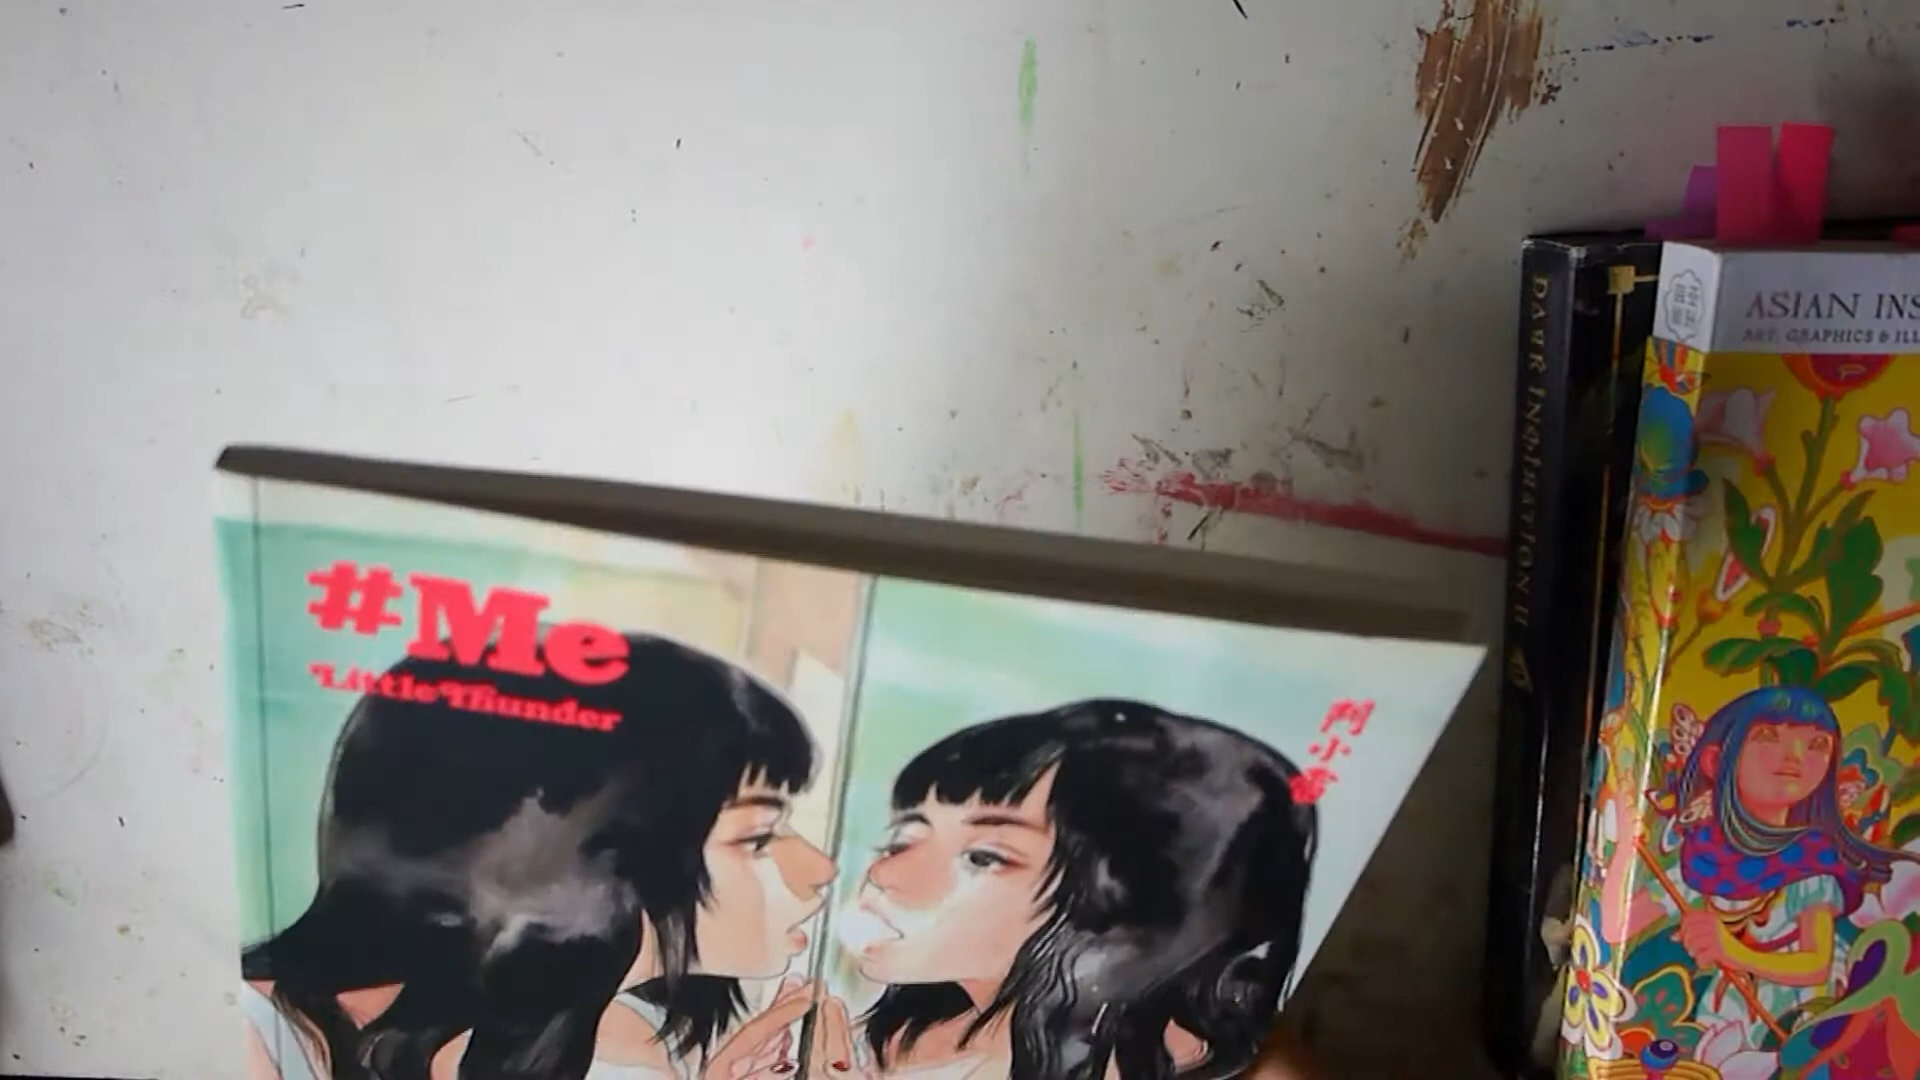 #Me
Little Thunder
門小雷
DARK INSPIRATION II
ASIAN INS
ART, GRAPHICS & ILL